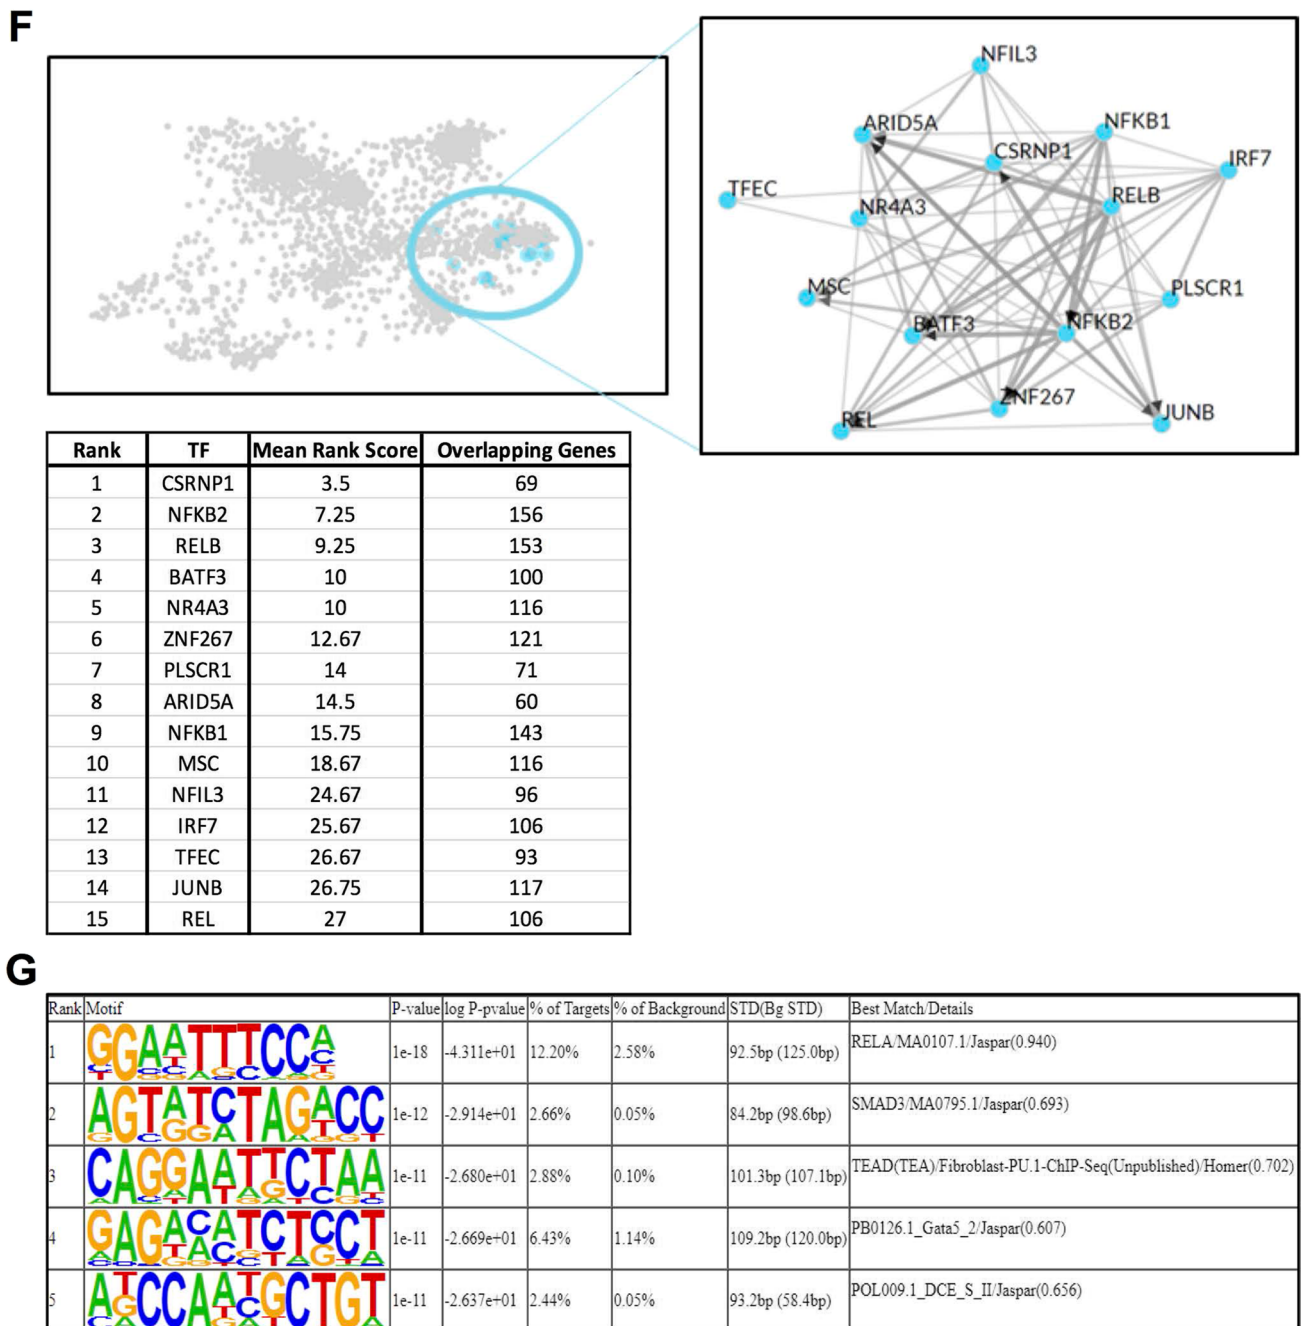 F
NFIL3
ARID5A
NFKB1
CSRNP1
IRF7
TFEC
RELB
NR4A3
MSC
PLSCR1
BATF3
NFKB2
ZNF267
REL
JUNB
Rank TF Mean Rank Score Overlapping Genes
1 CSRNP1 3.5 69
2 NFKB2 7.25 156
3 RELB 9.25 153
4 BATF3 10 100
5 NR4A3 10 116
6 ZNF267 12.67 121
7 PLSCR1 14 71
8 ARID5A 14.5 60
9 NFKB1 15.75 143
10 MSC 18.67 116
11 NFIL3 24.67 96
12 IRF7 25.67 106
13 TFEC 26.67 93
14 JUNB 26.75 117
15 REL 27 106
G
Rank Motif P-value log P-pvalue % of Targets % of Background STD(Bg STD) Best Match/Details
1 GGAATTTCCA 1e-18 -4.311e+01 12.20% 2.58% 92.5bp (125.0bp) RELA/MA0107.1/Jaspar(0.940)
2 AGTATCTAGACC 1e-12 -2.914e+01 2.66% 0.05% 84.2bp (98.6bp) SMAD3/MA0795.1/Jaspar(0.693)
3 CAGGAATTCTAA 1e-11 -2.680e+01 2.88% 0.10% 101.3bp (107.1bp) TEAD(TEA)/Fibroblast-PU.1-ChIP-Seq(Unpublished)/Homer(0.702)
4 GAGACATCTCCT 1e-11 -2.669e+01 6.43% 1.14% 109.2bp (120.0bp) PB0126.1_Gata5_2/Jaspar(0.607)
5 ATCCAATGCTGT 1e-11 -2.637e+01 2.44% 0.05% 93.2bp (58.4bp) POL009.1_DCE_S_II/Jaspar(0.656)